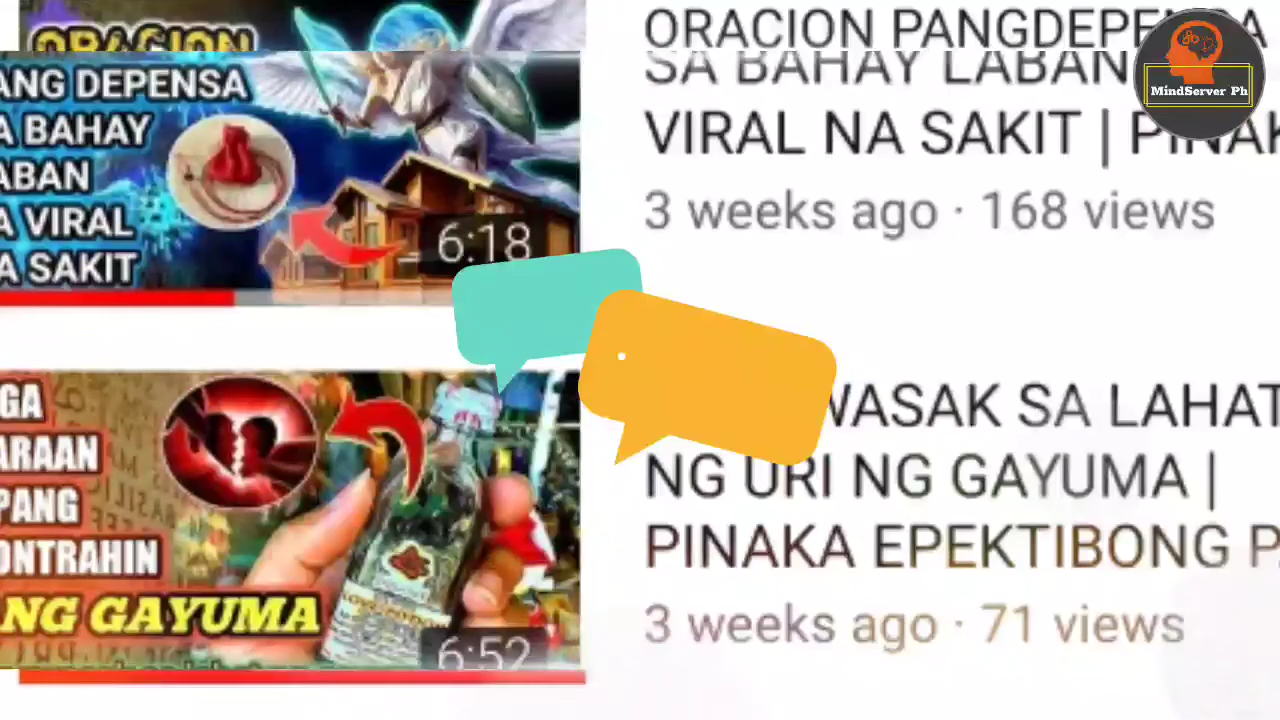 ORACION
ANG DEPENSA
A BAHAY
ABAN
A VIRAL
A SAKIT
6:18
ORACION PANGDEPENSA
SA BAHAY LABAN
VIRAL NA SAKIT | PINAK
3 weeks ago · 168 views
MindServer Ph
GA
ARAAN
PANG
ONTRAHIN
NG GAYUMA
6:52
WASAK SA LAHAT
NG URI NG GAYUMA |
PINAKA EPEKTIBONG P
3 weeks ago · 71 views